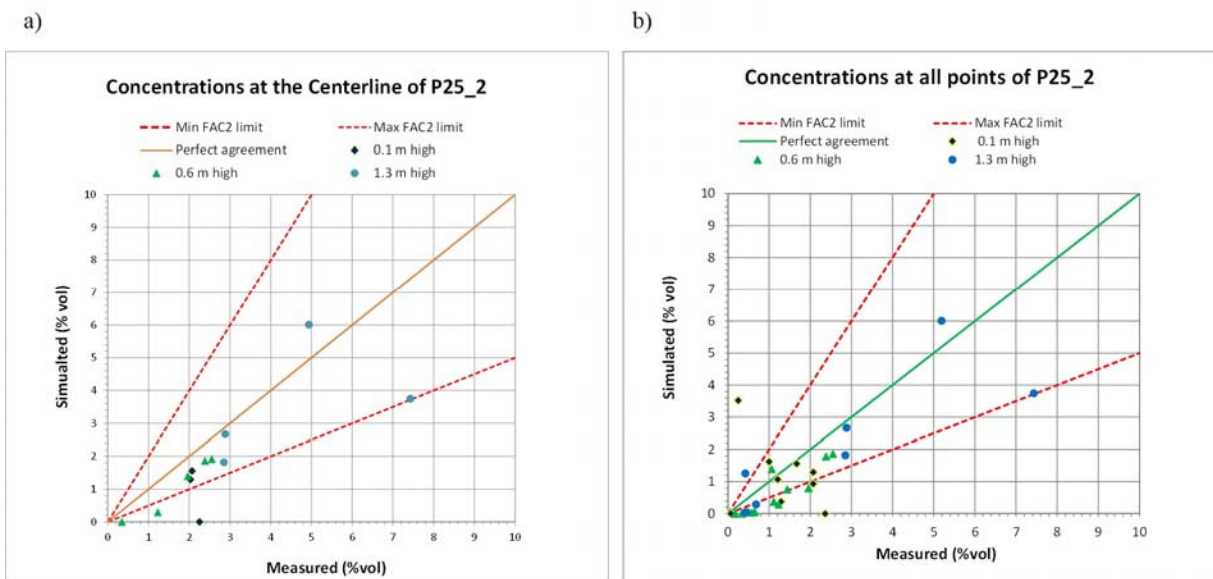 a)
Concentrations at the Centerline of P25_2
Min FAC2 limit
Max FAC2 limit
Perfect agreement
0.1 m high
0.6 m high
1.3 m high
10
9
8
7
6
5
4
3
2
1
0
Simualted (% vol)
0 1 2 3 4 5 6 7 8 9 10
Measured (%vol)
b)
Concentrations at all points of P25_2
Min FAC2 limit
Max FAC2 limit
Perfect agreement
0.1 m high
0.6 m high
1.3 m high
10
9
8
7
6
5
4
3
2
1
0
Simulated (% vol)
0 1 2 3 4 5 6 7 8 9 10
Measured (%vol)